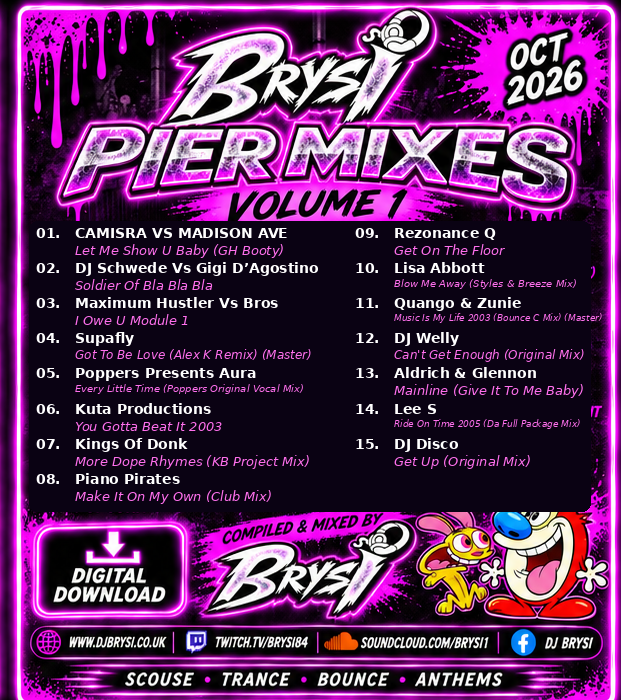 BRYSI
OCT
2026
PIER MIXES
VOLUME 1
01. CAMISRA VS MADISON AVE
Let Me Show U Baby (GH Booty)
02. DJ Schwede Vs Gigi D’Agostino
Soldier Of Bla Bla Bla
03. Maximum Hustler Vs Bros
I Owe U Module 1
04. Supafly
Got To Be Love (Alex K Remix) (Master)
05. Poppers Presents Aura
Every Little Time (Poppers Original Vocal Mix)
06. Kuta Productions
You Gotta Beat It 2003
07. Kings Of Donk
More Dope Rhymes (KB Project Mix)
08. Piano Pirates
Make It On My Own (Club Mix)
09. Rezonance Q
Get On The Floor
10. Lisa Abbott
Blow Me Away (Styles & Breeze Mix)
11. Quango & Zunie
Music Is My Life 2003 (Bounce C Mix) (Master)
12. DJ Welly
Can't Get Enough (Original Mix)
13. Aldrich & Glennon
Mainline (Give It To Me Baby)
14. Lee S
Ride On Time 2005 (Da Full Package Mix)
15. DJ Disco
Get Up (Original Mix)
DIGITAL
DOWNLOAD
COMPILED & MIXED BY
BRYSI
WWW.DJBRYSI.CO.UK
TWITCH.TV/BRYSI84
SOUNDCLOUD.COM/BRYSI1
DJ BRYSI
SCOUSE • TRANCE • BOUNCE • ANTHEMS